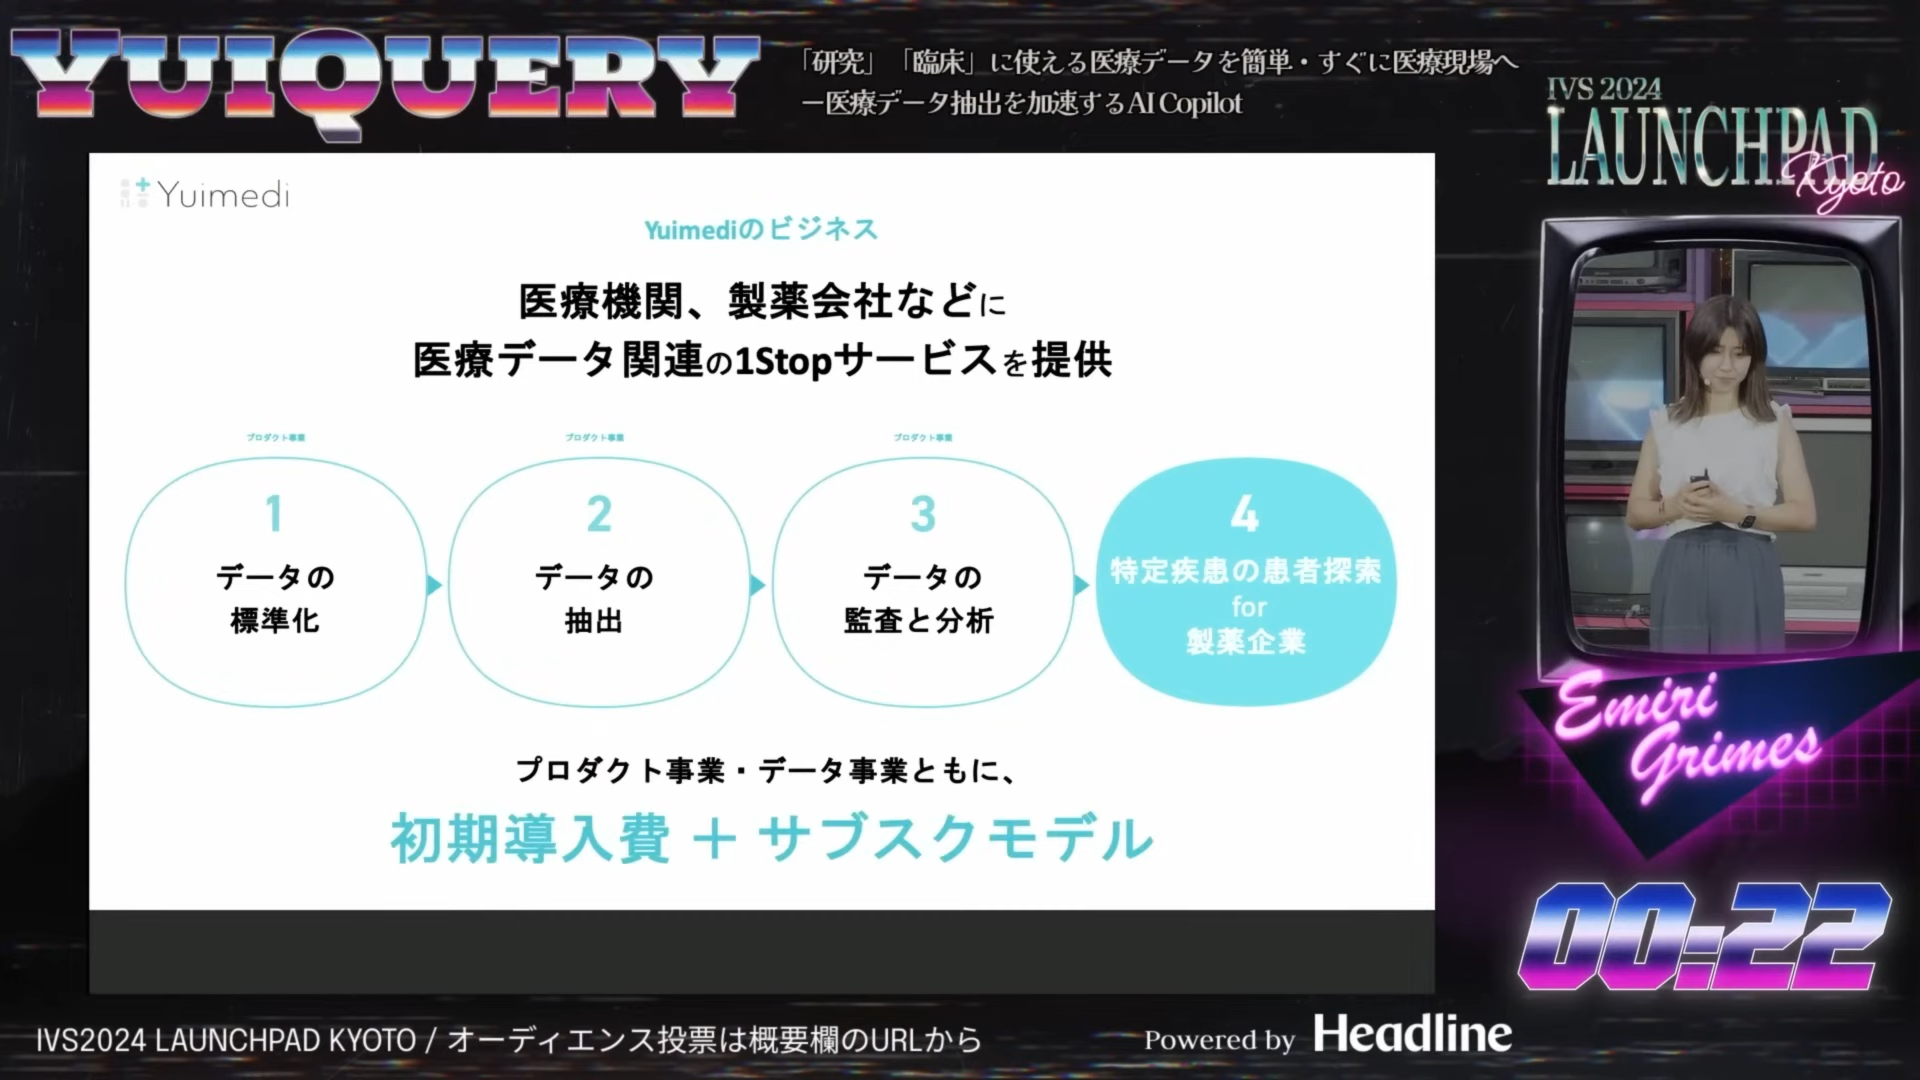 YUIQUERY
「研究」「臨床」に使える医療データを簡単・すぐに医療現場へ
ー医療データ抽出を加速するAI Copilot
IVS 2024
LAUNCHPAD
Kyoto
Yuimedi
Yuimediのビジネス
医療機関、製薬会社などに
医療データ関連の1Stopサービスを提供
プロダクト事業
プロダクト事業
プロダクト事業
1
データの
標準化
2
データの
抽出
3
データの
監査と分析
4
特定疾患の患者探索
for
製薬企業
プロダクト事業・データ事業ともに、
初期導入費 + サブスクモデル
Emiri
Grimes
00:22
IVS2024 LAUNCHPAD KYOTO / オーディエンス投票は概要欄のURLから
Powered by Headline